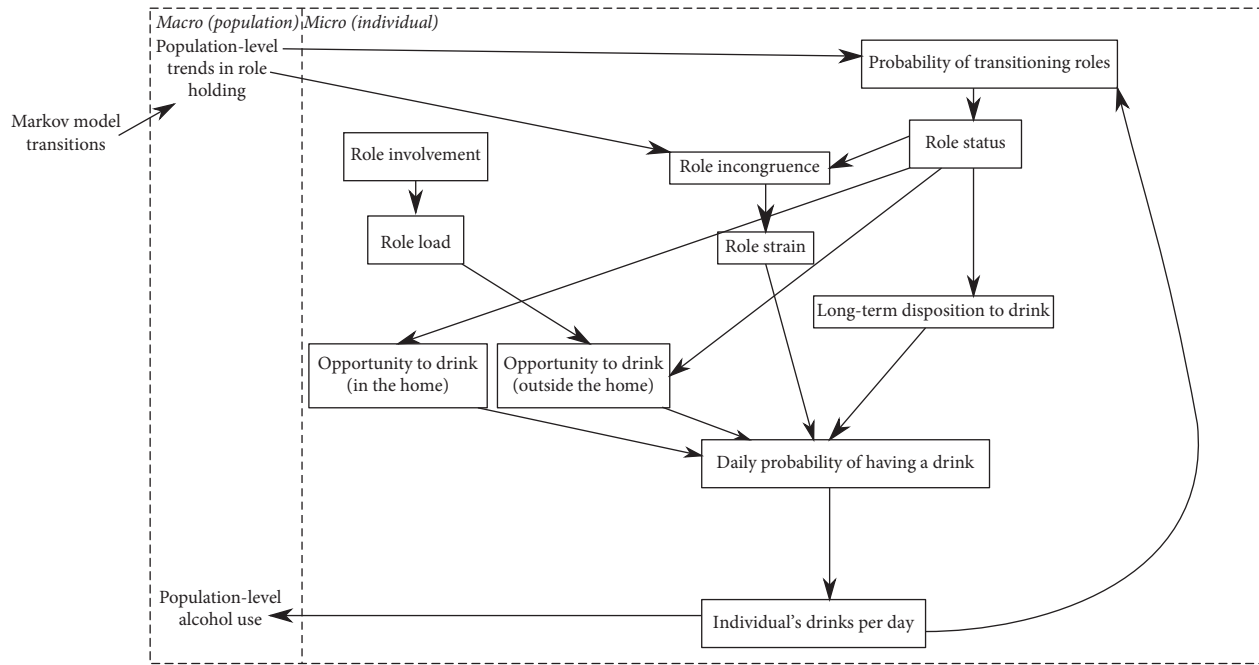 Macro (population)
Micro (individual)
Population-level
trends in role
holding
Probability of transitioning roles
Markov model
transitions
Role involvement
Role incongruence
Role status
Role load
Role strain
Long-term disposition to drink
Opportunity to drink
(in the home)
Opportunity to drink
(outside the home)
Daily probability of having a drink
Population-level
alcohol use
Individual’s drinks per day